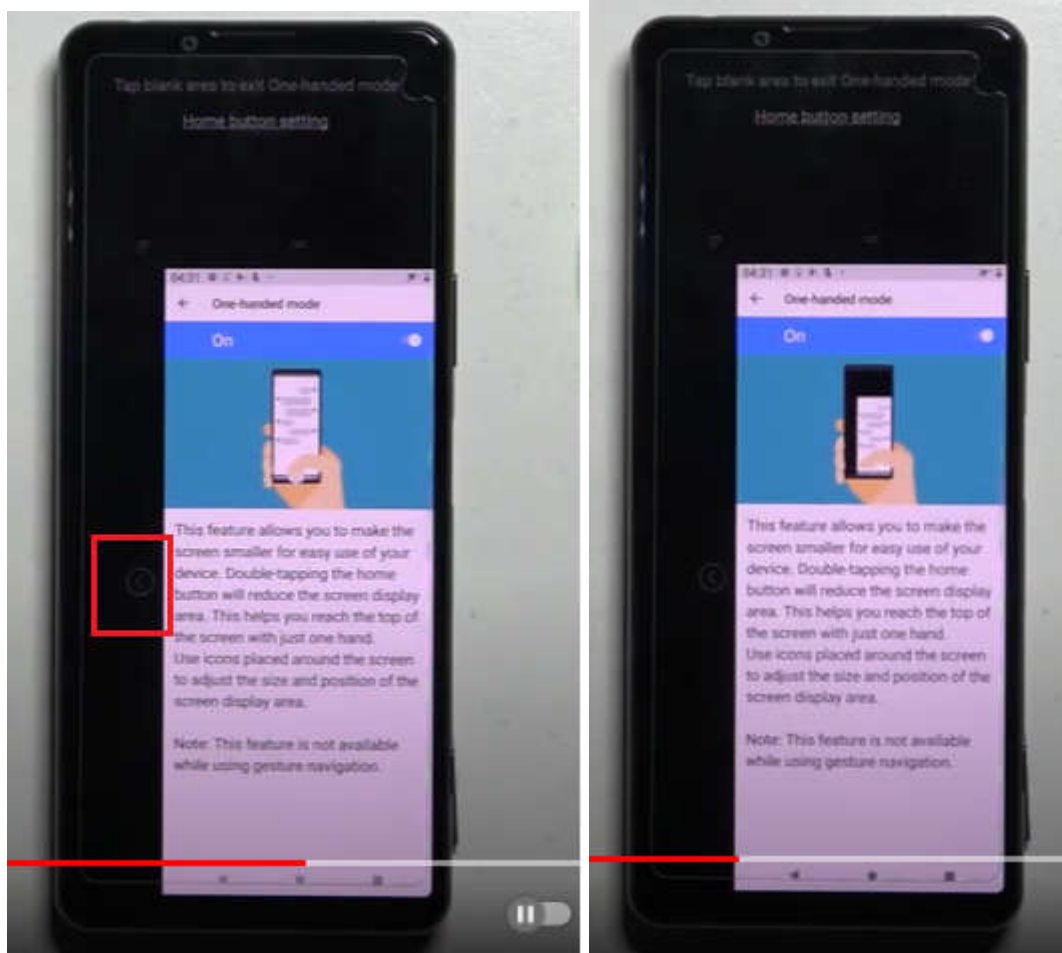 Tap blank area to exit One-handed mode
Home button setting
04:31
One-handed mode
On
This feature allows you to make the
screen smaller for easy use of your
device. Double-tapping the home
button will reduce the screen display
area. This helps you reach the top of
the screen with just one hand.
Use icons placed around the screen
to adjust the size and position of the
screen display area.
Note: This feature is not available
while using gesture navigation.
Tap blank area to exit One-handed mode
Home button setting
04:31
One-handed mode
On
This feature allows you to make the
screen smaller for easy use of your
device. Double-tapping the home
button will reduce the screen display
area. This helps you reach the top of
the screen with just one hand.
Use icons placed around the screen
to adjust the size and position of the
screen display area.
Note: This feature is not available
while using gesture navigation.